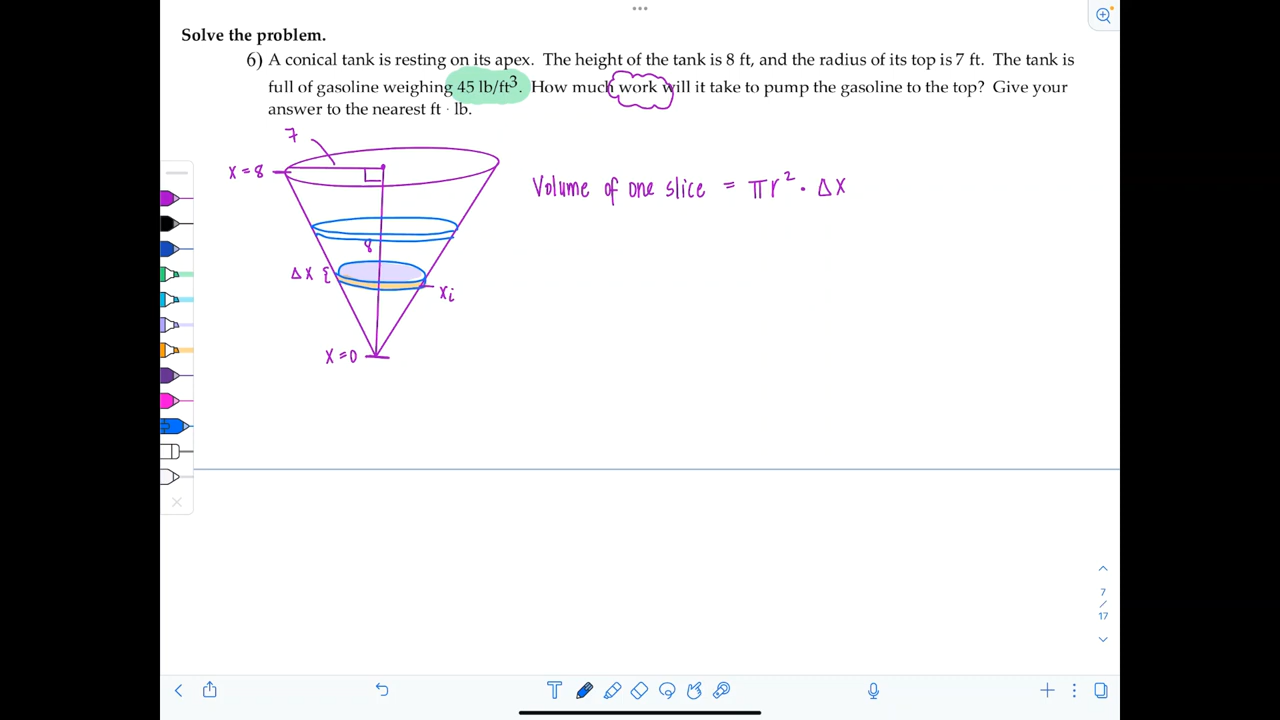 Solve the problem.
6) A conical tank is resting on its apex. The height of the tank is 8 ft, and the radius of its top is 7 ft. The tank is
full of gasoline weighing 45 lb/ft³. How much work will it take to pump the gasoline to the top? Give your
answer to the nearest ft · lb.
7
x = 8
Volume of one slice = πr² · Δx
8
Δx {
xi
x = 0
7
/
17
T